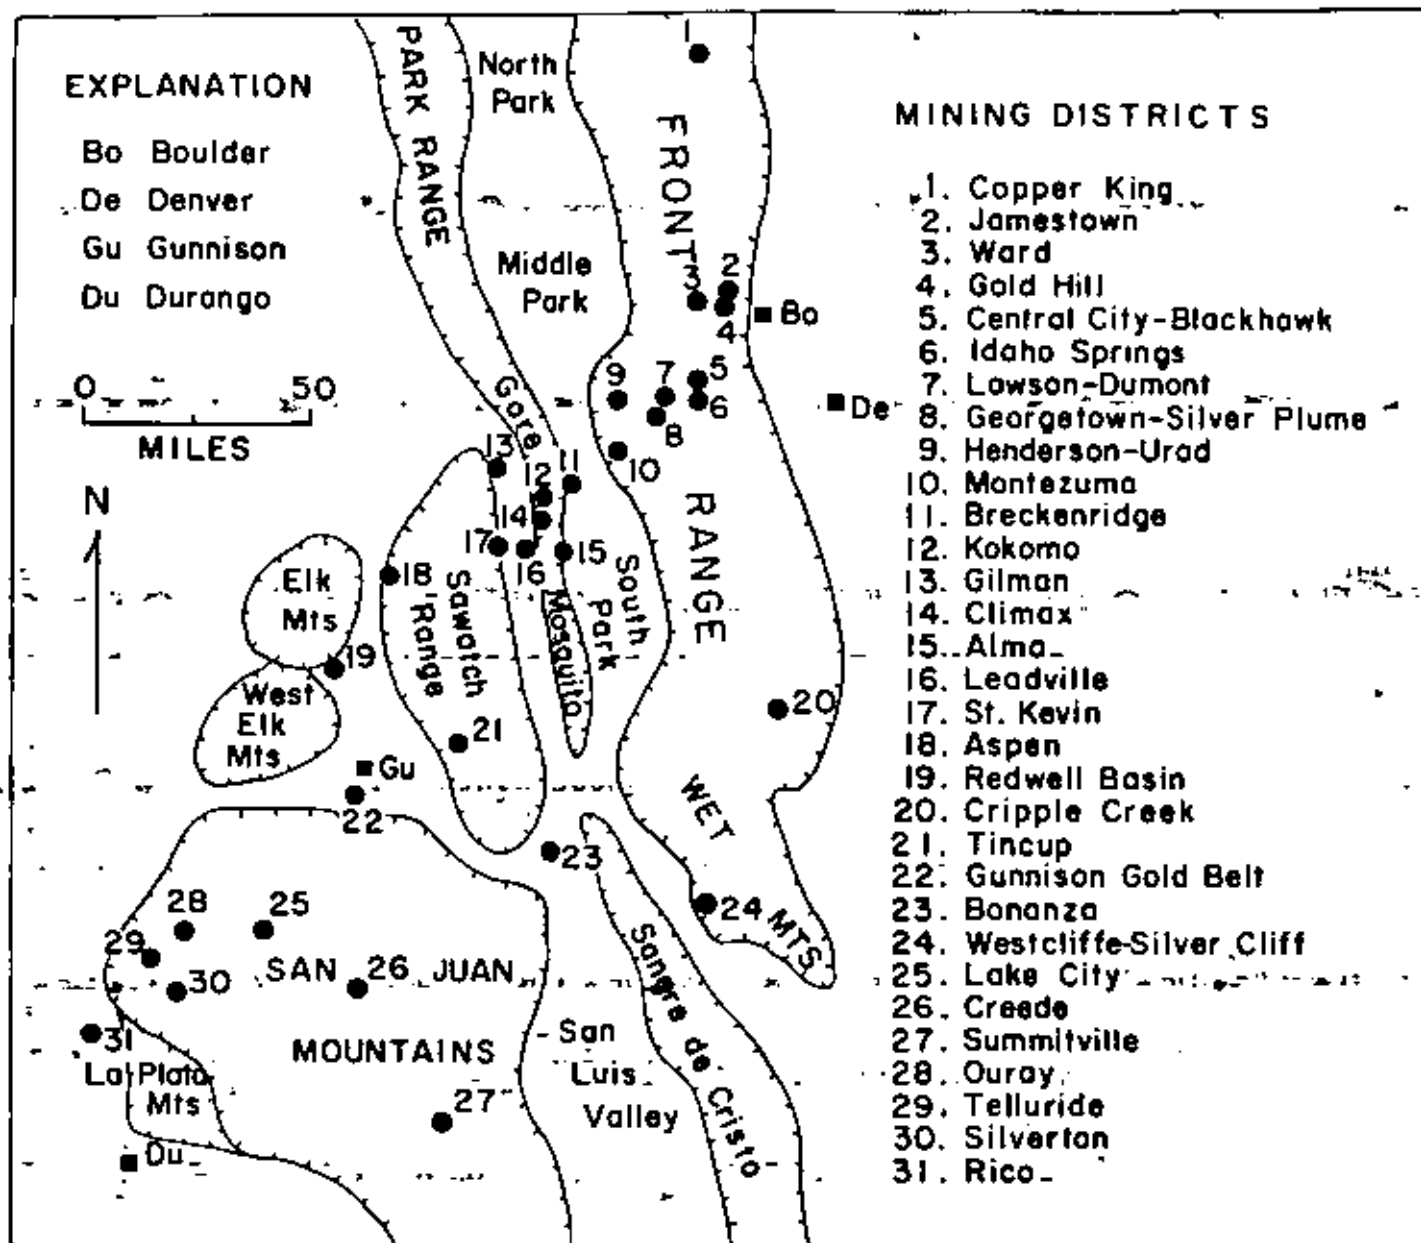 EXPLANATION
Bo Boulder
De Denver
Gu Gunnison
Du Durango
0 50
MILES
N
PARK RANGE
North
Park
Middle
Park
FRONT
RANGE
Gore
Elk
Mts
West
Elk
Mts
Sawatch
Range
Mosquito
South
Park
WET
MTS
Sangre de Cristo
SAN JUAN
MOUNTAINS
San
Luis
Valley
La Plata
Mts
Bo
De
Gu
Du
1
2
3
4
5
6
7
8
9
10
11
12
13
14
15
16
17
18
19
20
21
22
23
24
25
26
27
28
29
30
31
MINING DISTRICTS
1. Copper King
2. Jamestown
3. Ward
4. Gold Hill
5. Central City-Blackhawk
6. Idaho Springs
7. Lawson-Dumont
8. Georgetown-Silver Plume
9. Henderson-Urad
10. Montezuma
11. Breckenridge
12. Kokomo
13. Gilman
14. Climax
15. Alma
16. Leadville
17. St. Kevin
18. Aspen
19. Redwell Basin
20. Cripple Creek
21. Tincup
22. Gunnison Gold Belt
23. Bonanza
24. Westcliffe-Silver Cliff
25. Lake City
26. Creede
27. Summitville
28. Ouray
29. Telluride
30. Silverton
31. Rico